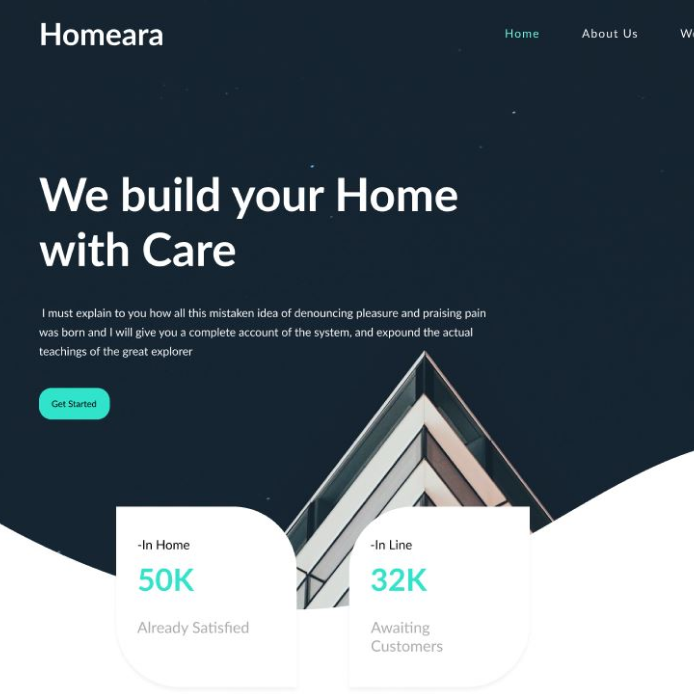 Homeara
Home About Us
We build your Home
with Care
I must explain to you how all this mistaken idea of denouncing pleasure and praising pain
was born and I will give you a complete account of the system, and expound the actual
teachings of the great explorer
Get Started
-In Home
50K
Already Satisfied
-In Line
32K
Awaiting
Customers